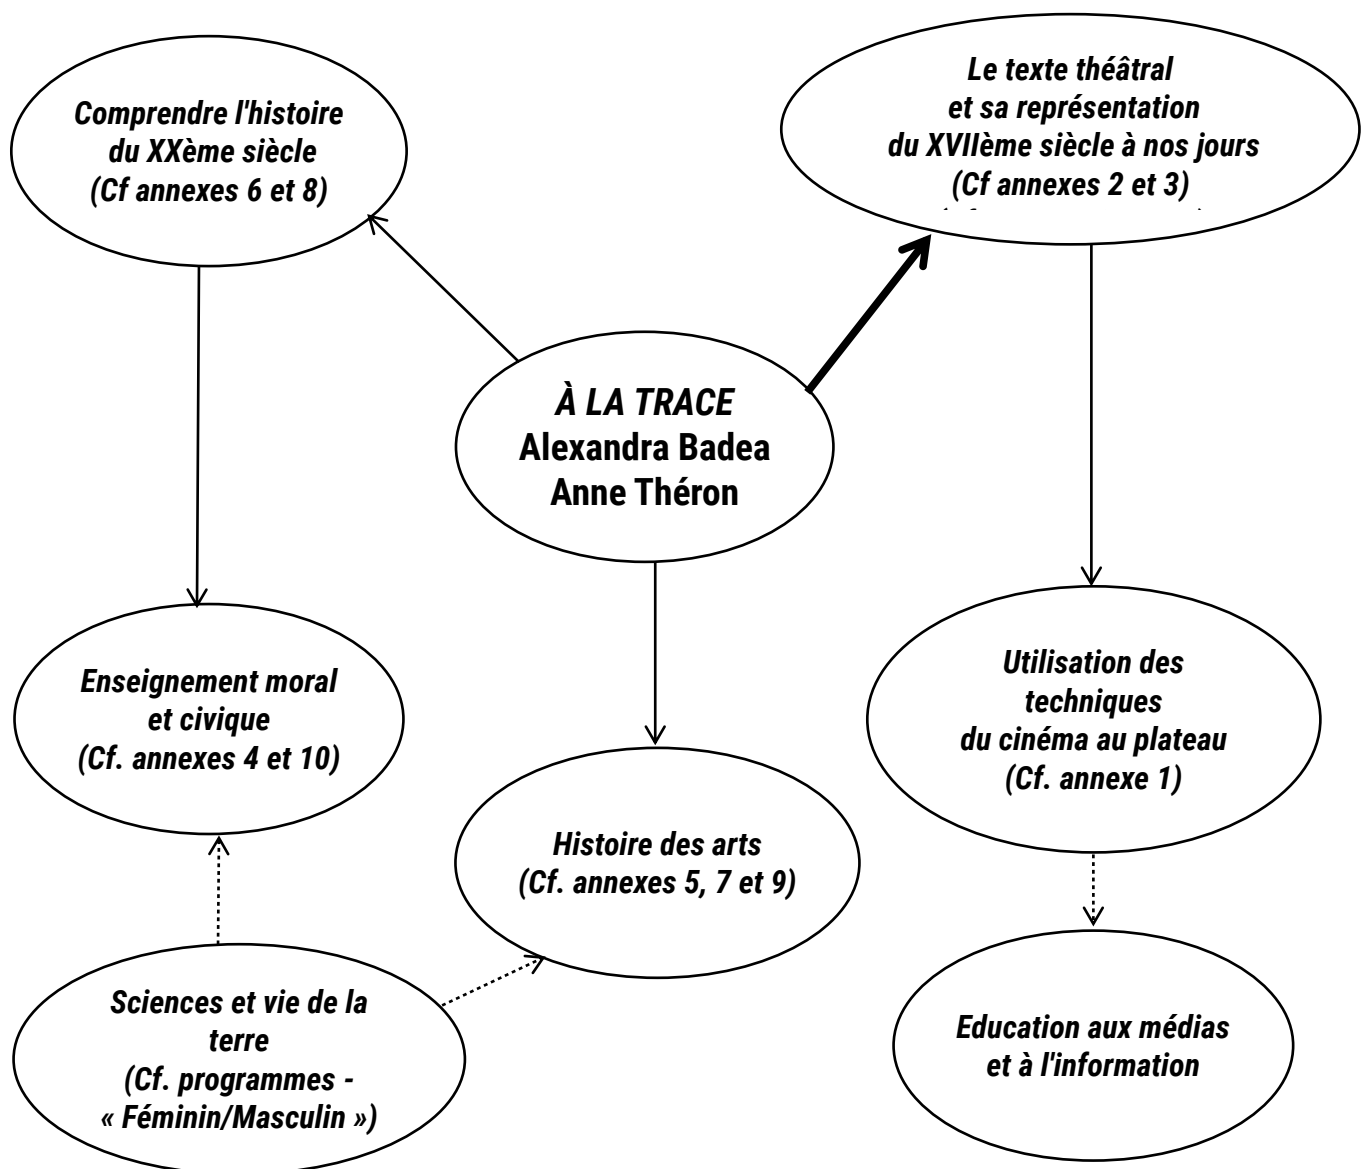 Comprendre l'histoire
du XXème siècle
(Cf annexes 6 et 8)
Le texte théâtral
et sa représentation
du XVIIème siècle à nos jours
(Cf annexes 2 et 3)
À LA TRACE
Alexandra Badea
Anne Théron
Enseignement moral
et civique
(Cf. annexes 4 et 10)
Utilisation des
techniques
du cinéma au plateau
(Cf. annexe 1)
Histoire des arts
(Cf. annexes 5, 7 et 9)
Sciences et vie de la
terre
(Cf. programmes -
« Féminin/Masculin »)
Education aux médias
et à l'information